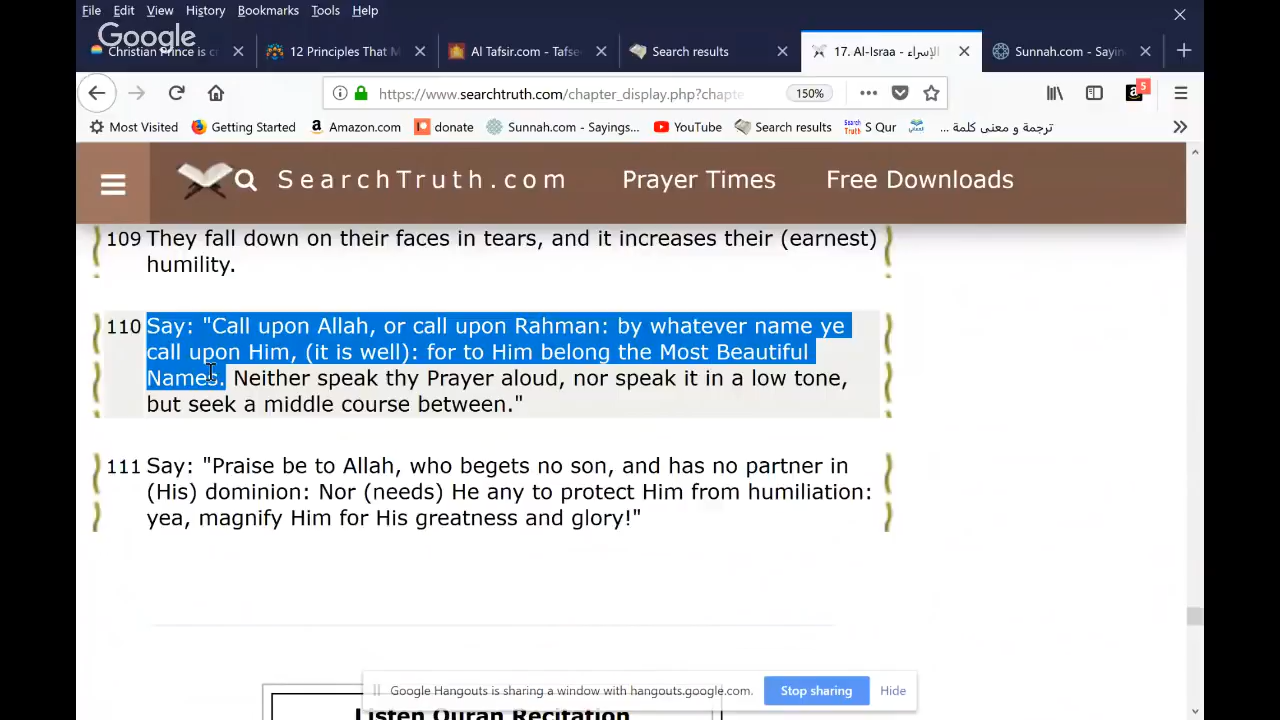 File Edit View History Bookmarks Tools Help
Google
Christian Prince is c
12 Principles That M
Al Tafsir.com - Tafse
Search results
17. Al-Israa - الإسراء
Sunnah.com - Sayin
https://www.searchtruth.com/chapter_display.php?chapte
150%
5
Most Visited Getting Started Amazon.com donate Sunnah.com - Sayings... YouTube Search results S Qur ترجمة و معنى كلمة ...
SearchTruth.com Prayer Times Free Downloads
109 They fall down on their faces in tears, and it increases their (earnest)
humility.
110 Say: "Call upon Allah, or call upon Rahman: by whatever name ye
call upon Him, (it is well): for to Him belong the Most Beautiful
Names. Neither speak thy Prayer aloud, nor speak it in a low tone,
but seek a middle course between."
111 Say: "Praise be to Allah, who begets no son, and has no partner in
(His) dominion: Nor (needs) He any to protect Him from humiliation:
yea, magnify Him for His greatness and glory!"
Google Hangouts is sharing a window with hangouts.google.com. Stop sharing Hide
Listen Quran Recitation